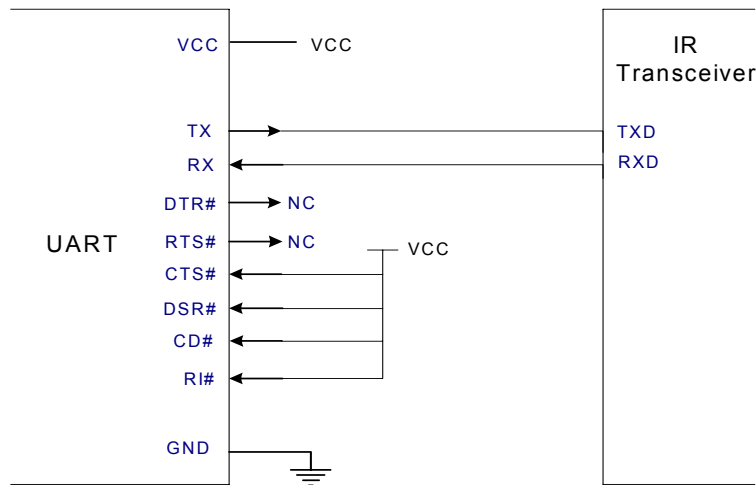 VCC VCC
IR
Transceiver
TX TXD
RX RXD
DTR# NC
UART
RTS# NC
VCC
CTS#
DSR#
CD#
RI#
GND